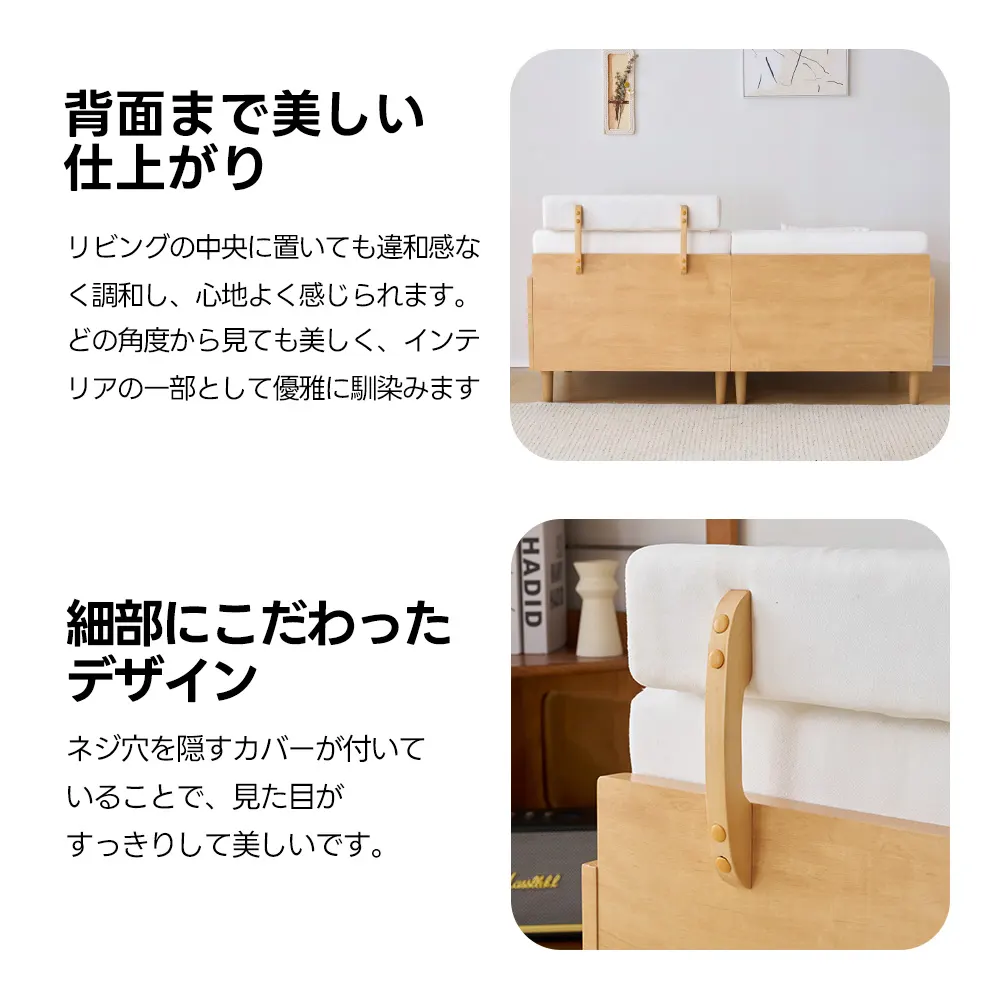 背面まで美しい
仕上がり
リビングの中央に置いても違和感な
く調和し、心地よく感じられます。
どの角度から見ても美しく、インテ
リアの一部として優雅に馴染みます
細部にこだわった
デザイン
ネジ穴を隠すカバーが付いて
いることで、見た目が
すっきりして美しいです。
HADID
Marshall